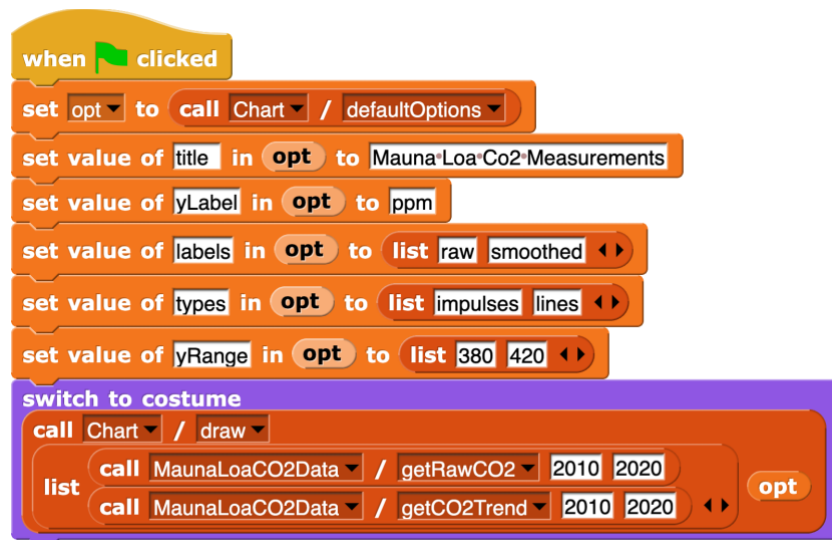 when clicked
set opt to call Chart / defaultOptions
set value of title in opt to Mauna Loa Co2 Measurements
set value of yLabel in opt to ppm
set value of labels in opt to list raw smoothed
set value of types in opt to list impulses lines
set value of yRange in opt to list 380 420
switch to costume
call Chart / draw
list call MaunaLoaCO2Data / getRawCO2 2010 2020
call MaunaLoaCO2Data / getCO2Trend 2010 2020 opt